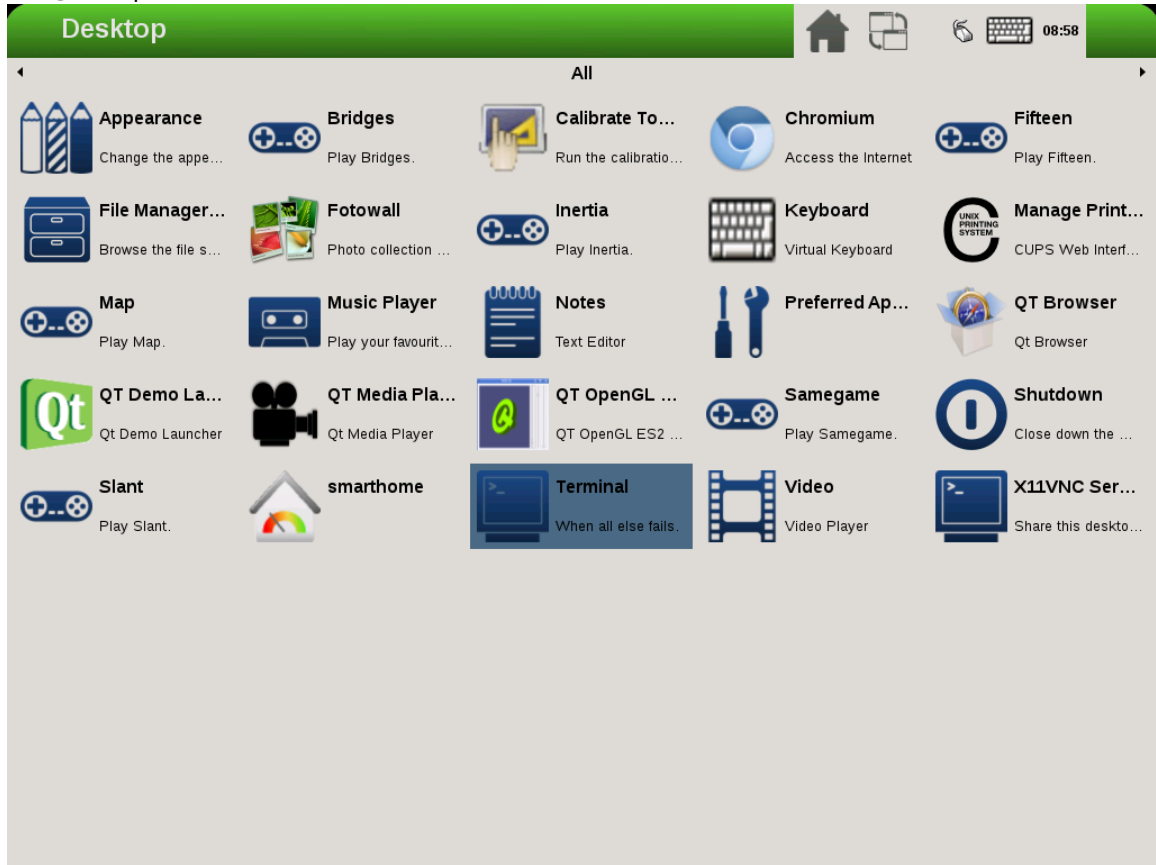 Desktop
08:58
All
Appearance
Change the appe...
Bridges
Play Bridges.
Calibrate To...
Run the calibratio...
Chromium
Access the Internet
Fifteen
Play Fifteen.
File Manager...
Browse the file s...
Fotowall
Photo collection ...
Inertia
Play Inertia.
Keyboard
Virtual Keyboard
UNIX
PRINTING
SYSTEM
Manage Print...
CUPS Web Interf...
Map
Play Map.
Music Player
Play your favourit...
Notes
Text Editor
Preferred Ap...
QT Browser
Qt Browser
Qt
QT Demo La...
Qt Demo Launcher
QT Media Pla...
Qt Media Player
QT OpenGL ...
QT OpenGL ES2 ...
Samegame
Play Samegame.
Shutdown
Close down the ...
Slant
Play Slant.
smarthome
>_
Terminal
When all else fails.
Video
Video Player
>_
X11VNC Ser...
Share this deskto...